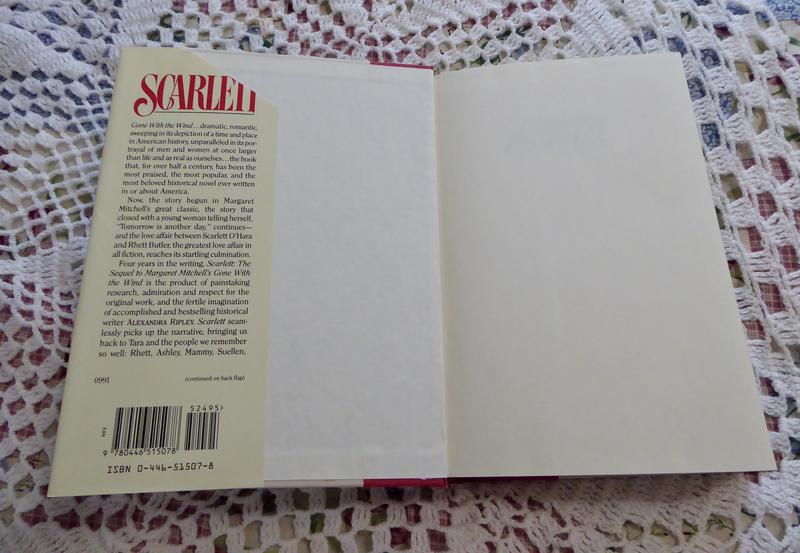 SCARLETT
Gone With the Wind...dramatic, romantic,
sweeping in its depiction of a time and place
in American history, unparalleled in its por-
trayal of men and women at once larger
than life and as real as ourselves...the book
that, for over half a century, has been the
most praised, the most popular, and the
most beloved historical novel ever written
in or about America.
Now, the story begun in Margaret
Mitchell's great classic, the story that
closed with a young woman telling herself,
"Tomorrow is another day," continues—
and the love affair between Scarlett O'Hara
and Rhett Butler, the greatest love affair in
all fiction, reaches its startling culmination.
Four years in the writing, Scarlett: The
Sequel to Margaret Mitchell's Gone With
the Wind is the product of painstaking
research, admiration and respect for the
original work, and the fertile imagination
of accomplished and bestselling historical
writer ALEXANDRA RIPLEY. Scarlett seam-
lessly picks up the narrative, bringing us
back to Tara and the people we remember
so well: Rhett, Ashley, Mammy, Suellen,
0991 (continued on back flap)
52495>
9 780446 515078
ISBN 0-446-51507-8